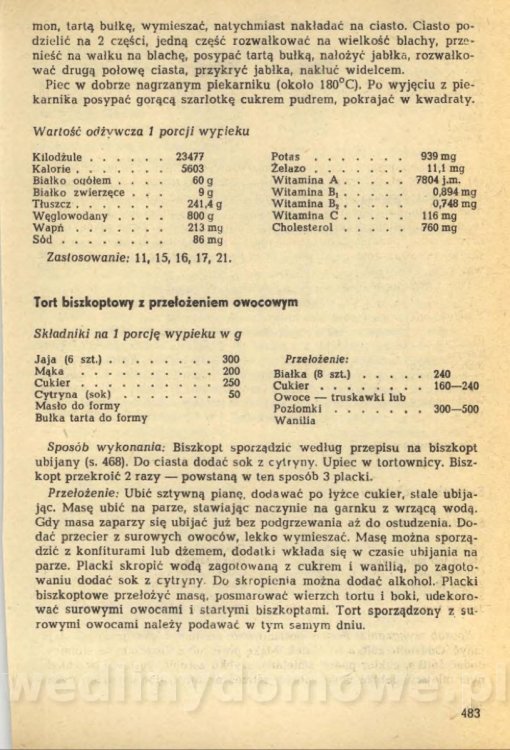 mon, tartą bułkę, wymieszać, natychmiast nakładać na ciasto. Ciasto po-
dzielić na 2 części, jedną część rozwałkować na wielkość blachy, prze-
nieść na wałku na blachę, posypać tartą bułką, nałożyć jabłka, rozwałko-
wać drugą połowę ciasta, przykryć jabłka, nakłuć widelcem.
Piec w dobrze nagrzanym piekarniku (około 180°C). Po wyjęciu z pie-
karnika posypać gorącą szarlotkę cukrem pudrem, pokrajać w kwadraty.
Wartość odżywcza 1 porcji wypieku
Kilodżule . . . . . . 23477
Kalorie . . . . . . 5603
Białko ogółem . . . . 60 g
Białko zwierzęce . . . 9 g
Tłuszcz . . . . . . 241,4 g
Węglowodany . . . . 800 g
Wapń . . . . . . 213 mg
Sód . . . . . . . 86 mg
Potas . . . . . . . 939 mg
Żelazo . . . . . . 11,1 mg
Witamina A . . . . . 7804 j.m.
Witamina B₁ . . . . . 0,894 mg
Witamina B₂ . . . . . 0,748 mg
Witamina C . . . . . 116 mg
Cholesterol . . . . . 760 mg
Zastosowanie: 11, 15, 16, 17, 21.
Tort biszkoptowy z przełożeniem owocowym
Składniki na 1 porcję wypieku w g
Jaja (6 szt.) . . . . . . . . 300
Mąka . . . . . . . . . . 200
Cukier . . . . . . . . . 250
Cytryna (sok) . . . . . . . 50
Masło do formy
Bułka tarta do formy
Przełożenie:
Białka (8 szt.) . . . . . 240
Cukier . . . . . . . . 160—240
Owoce — truskawki lub
Poziomki . . . . . . . 300—500
Wanilia
Sposób wykonania: Biszkopt sporządzić według przepisu na biszkopt
ubijany (s. 468). Do ciasta dodać sok z cytryny. Upiec w tortownicy. Bisz-
kopt przekroić 2 razy — powstaną w ten sposób 3 placki.
Przełożenie: Ubić sztywną pianę, dodawać po łyżce cukier, stale ubija-
jąc. Masę ubić na parze, stawiając naczynie na garnku z wrzącą wodą.
Gdy masa zaparzy się ubijać już bez podgrzewania aż do ostudzenia. Do-
dać przecier z surowych owoców, lekko wymieszać. Masę można sporzą-
dzić z konfiturami lub dżemem, dodatki wkłada się w czasie ubijania na
parze. Placki skropić wodą zagotowaną z cukrem i wanilią, po zagoto-
waniu dodać sok z cytryny. Do skropienia można dodać alkohol. Placki
biszkoptowe przełożyć masą, posmarować wierzch tortu i boki, udekoro-
wać surowymi owocami i startymi biszkoptami. Tort sporządzony z su-
rowymi owocami należy podawać w tym samym dniu.
wedlinydomowe.pl
483